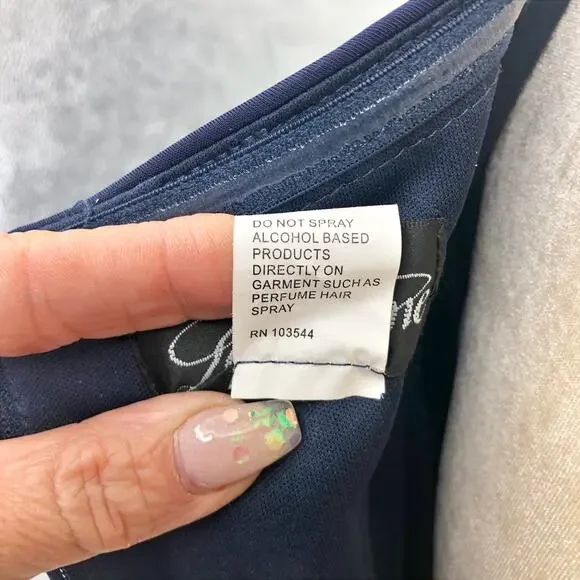 DO NOT SPRAY
ALCOHOL BASED
PRODUCTS
DIRECTLY ON
GARMENT SUCH AS
PERFUME HAIR
SPRAY
RN 103544